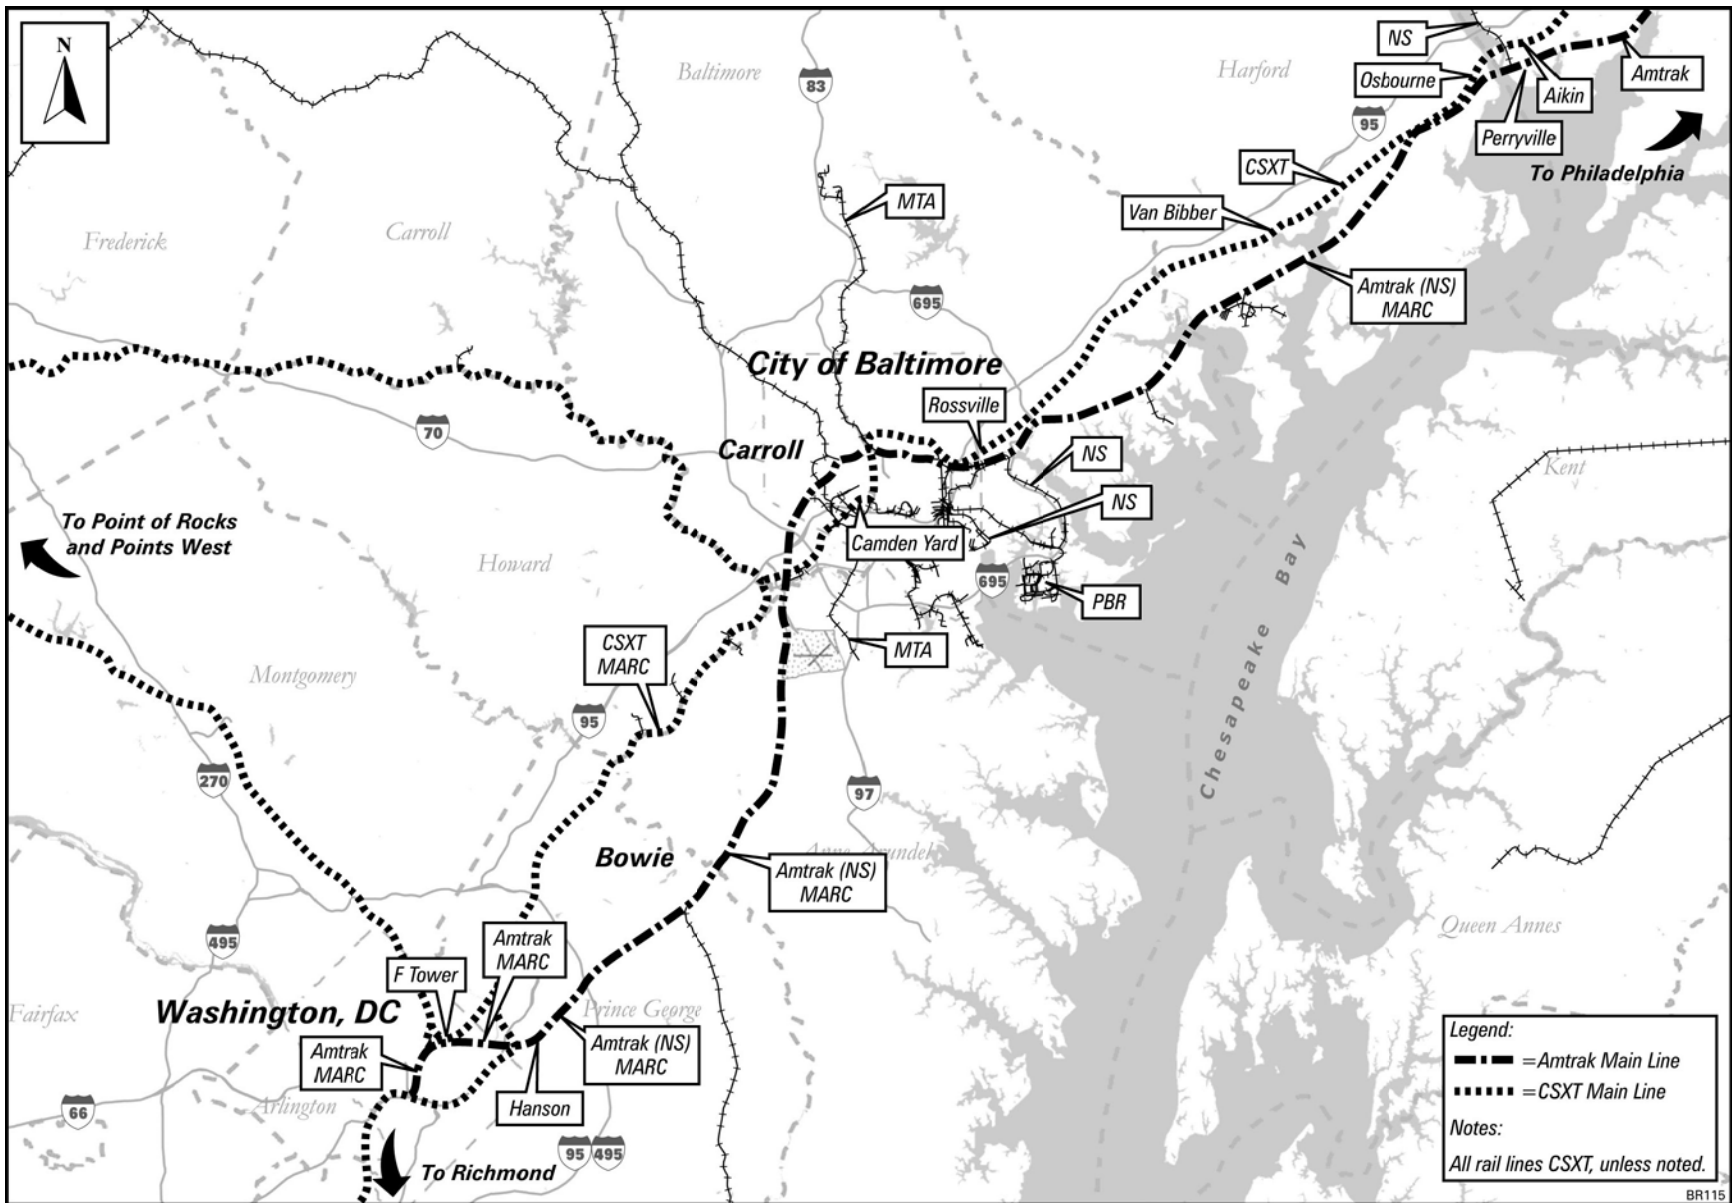 N
Baltimore
83
Harford
NS
Osbourne
Aikin
Amtrak
95
Perryville
To Philadelphia
CSXT
MTA
Van Bibber
Frederick
Carroll
695
Amtrak (NS)
MARC
City of Baltimore
Rossville
70
Carroll
NS
Kent
NS
To Point of Rocks
and Points West
Camden Yard
Howard
695
PBR
Chesapeake Bay
CSXT
MARC
MTA
Montgomery
95
270
97
Bowie
Anne Arundel
Amtrak (NS)
MARC
495
Amtrak
MARC
Queen Annes
F Tower
Washington, DC
Fairfax
Prince George
Amtrak
MARC
Amtrak (NS)
MARC
Hanson
66
Arlington
95
495
To Richmond
Legend:
=Amtrak Main Line
=CSXT Main Line
Notes:
All rail lines CSXT, unless noted.
BR115